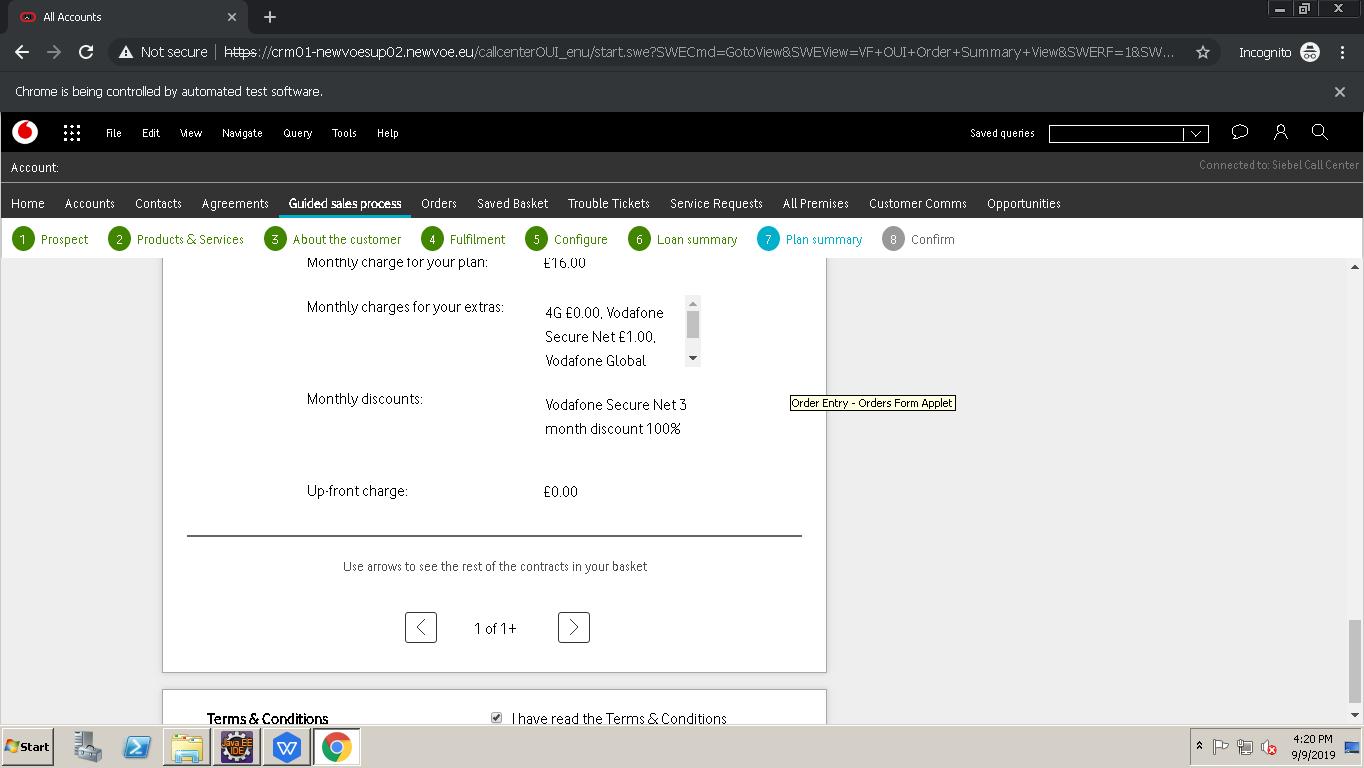 All Accounts
Not secure
https://crm01-newvoesup02.newvoe.eu/callcenterOUI_enu/start.swe?SWECmd=GotoView&SWEView=VF+OUI+Order+Summary+View&SWERF=1&SW...
Incognito
Chrome is being controlled by automated test software.
File Edit View Navigate Query Tools Help
Saved queries
Account:
Connected to: Siebel Call Center
Home Accounts Contacts Agreements Guided sales process Orders Saved Basket Trouble Tickets Service Requests All Premises Customer Comms Opportunities
1 Prospect 2 Products & Services 3 About the customer 4 Fulfilment 5 Configure 6 Loan summary 7 Plan summary 8 Confirm
Monthly charge for your plan: £16.00
Monthly charges for your extras:
4G £0.00, Vodafone
Secure Net £1.00,
Vodafone Global
Monthly discounts:
Vodafone Secure Net 3
month discount 100%
Order Entry - Orders Form Applet
Up-front charge: £0.00
Use arrows to see the rest of the contracts in your basket
1 of 1+
Terms & Conditions
I have read the Terms & Conditions
Start
Java EE
IDE
W
4:20 PM
9/9/2019